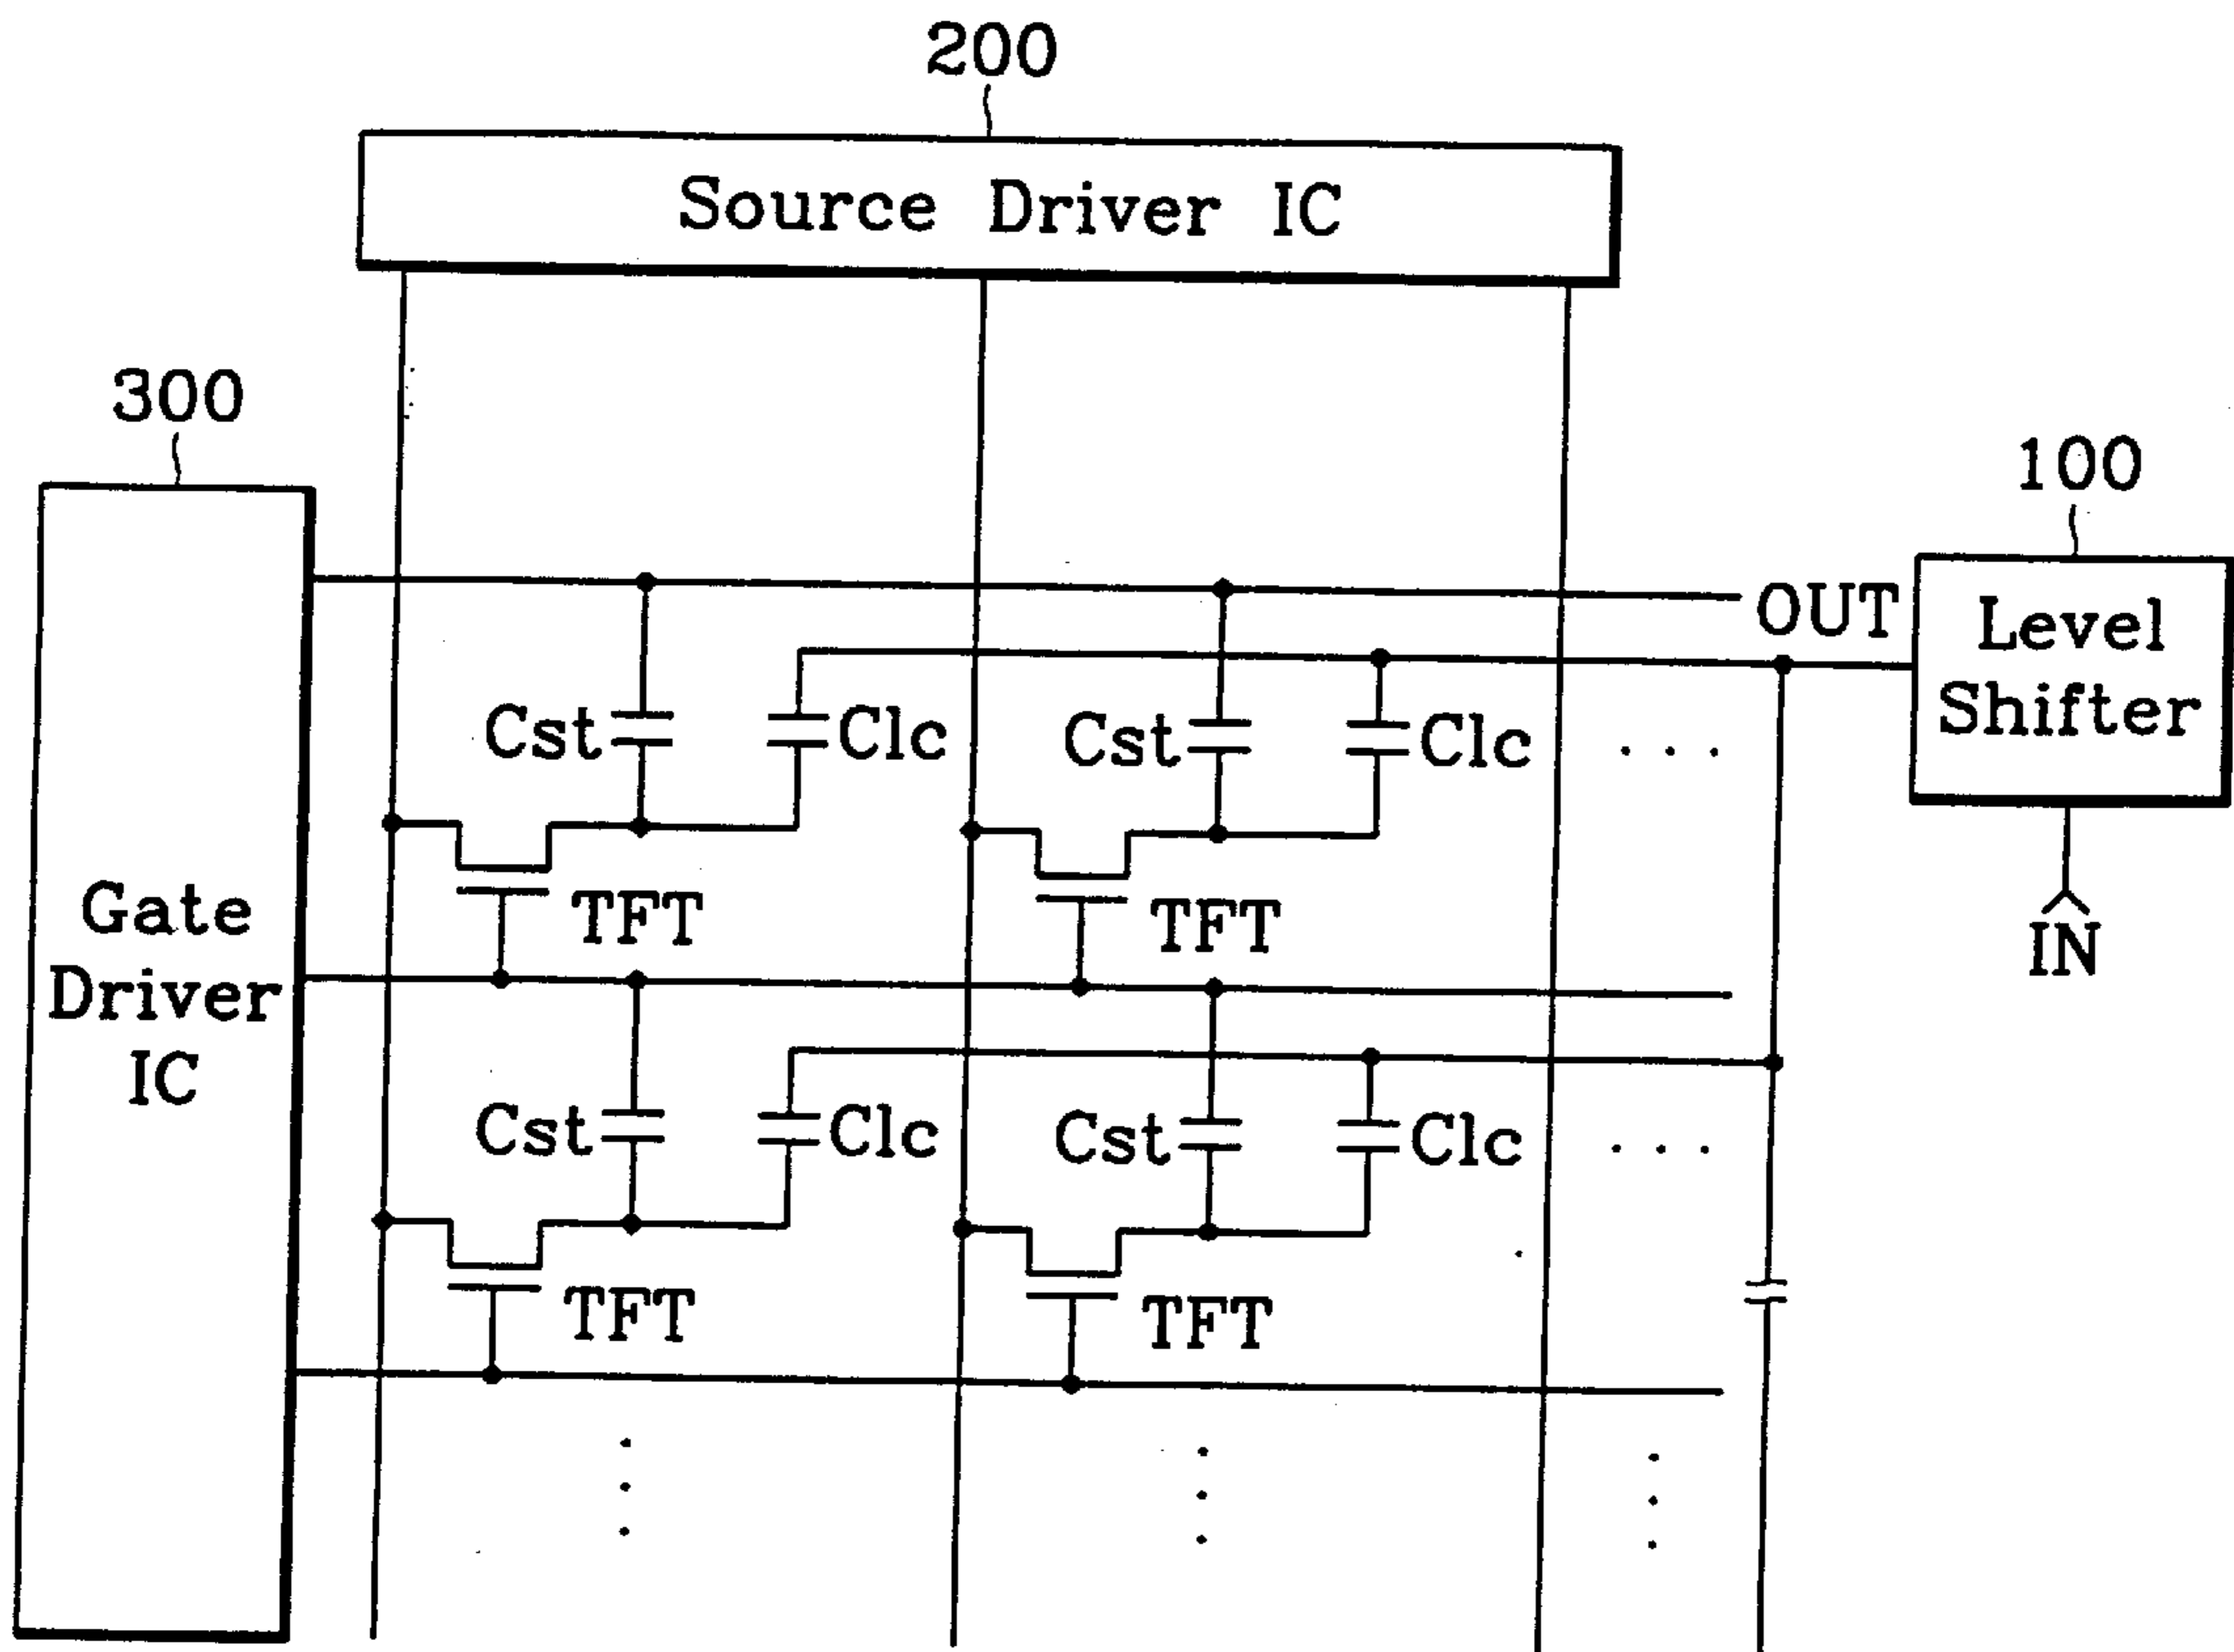 200
Source Driver IC
300
100
OUT
Level
Shifter
Cst
Clc
Cst
Clc
. . .
TFT
TFT
IN
Gate
Driver
IC
Cst
Clc
Cst
Clc
. . .
TFT
TFT